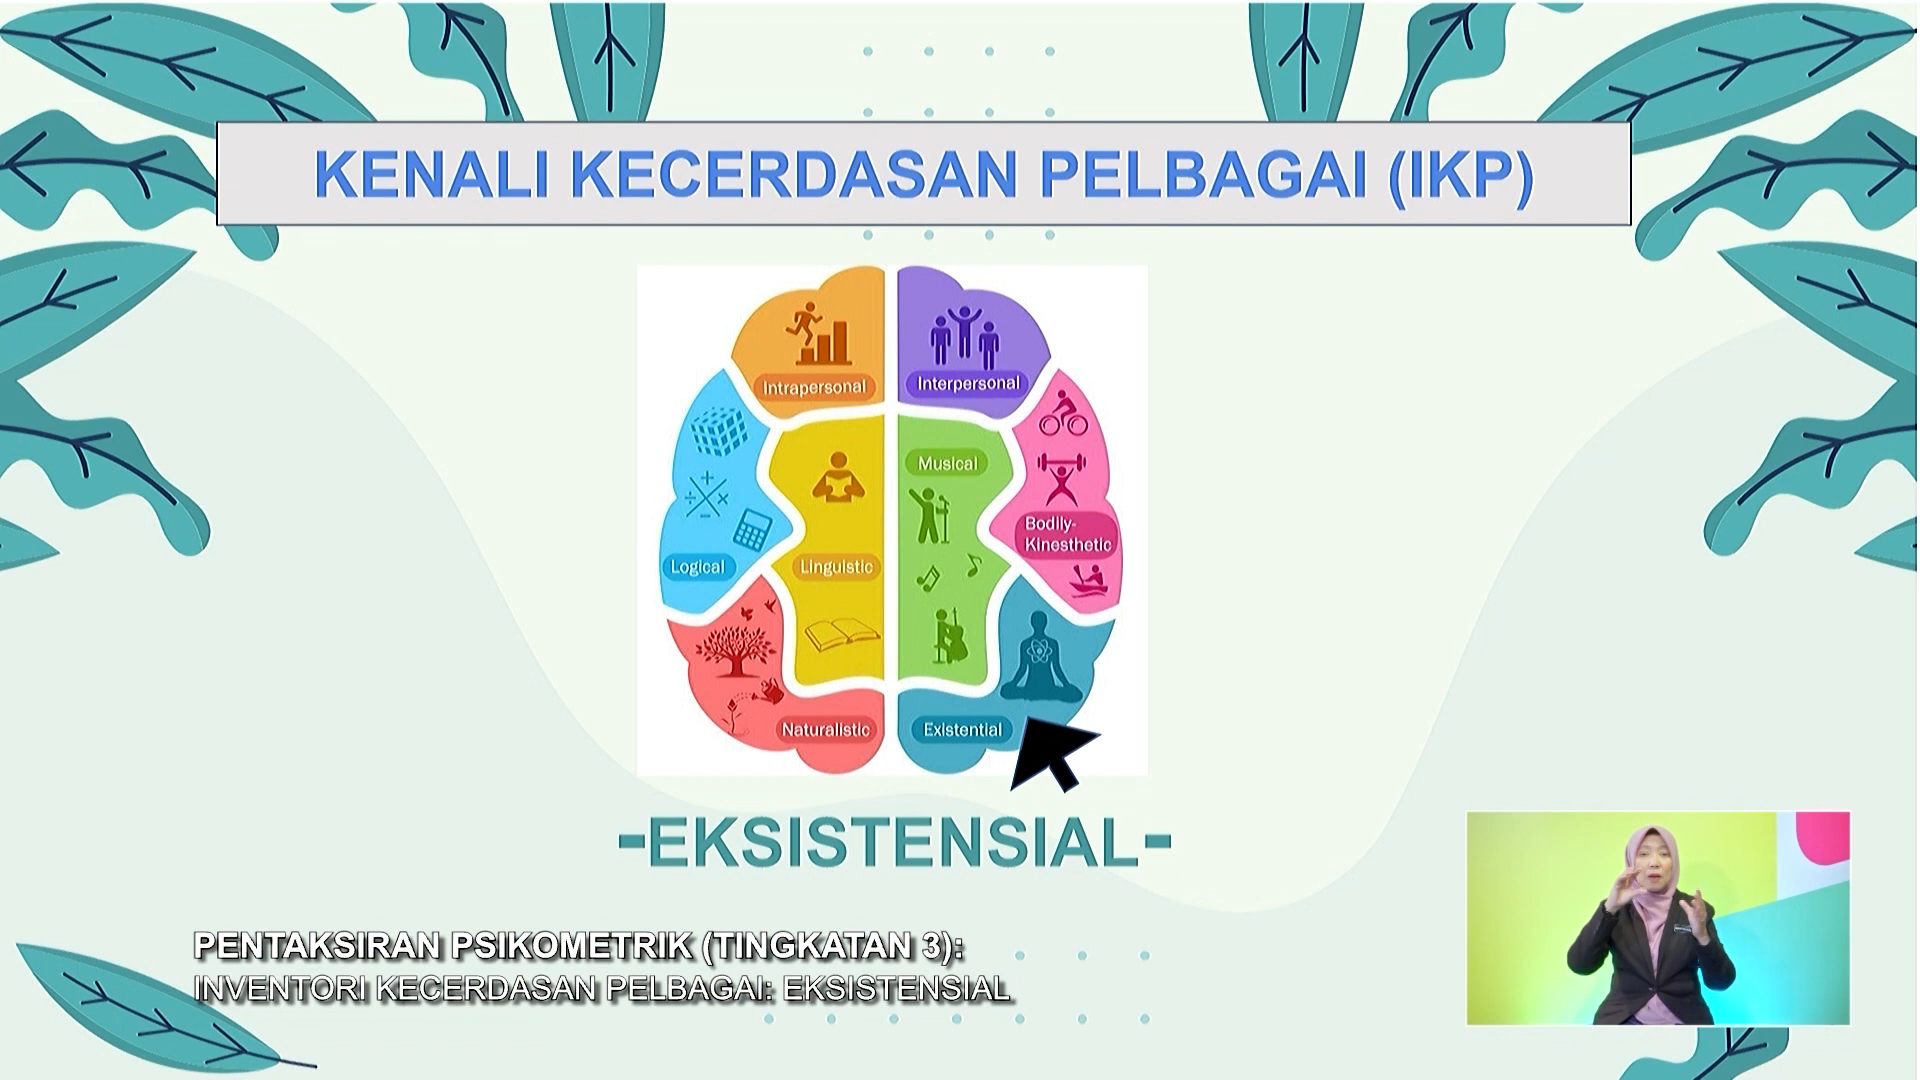 KENALI KECERDASAN PELBAGAI (IKP)
Intrapersonal
Interpersonal
Musical
Bodily-
Kinesthetic
Logical
Linguistic
Naturalistic
Existential
-EKSISTENSIAL-
PENTAKSIRAN PSIKOMETRIK (TINGKATAN 3):
INVENTORI KECERDASAN PELBAGAI: EKSISTENSIAL